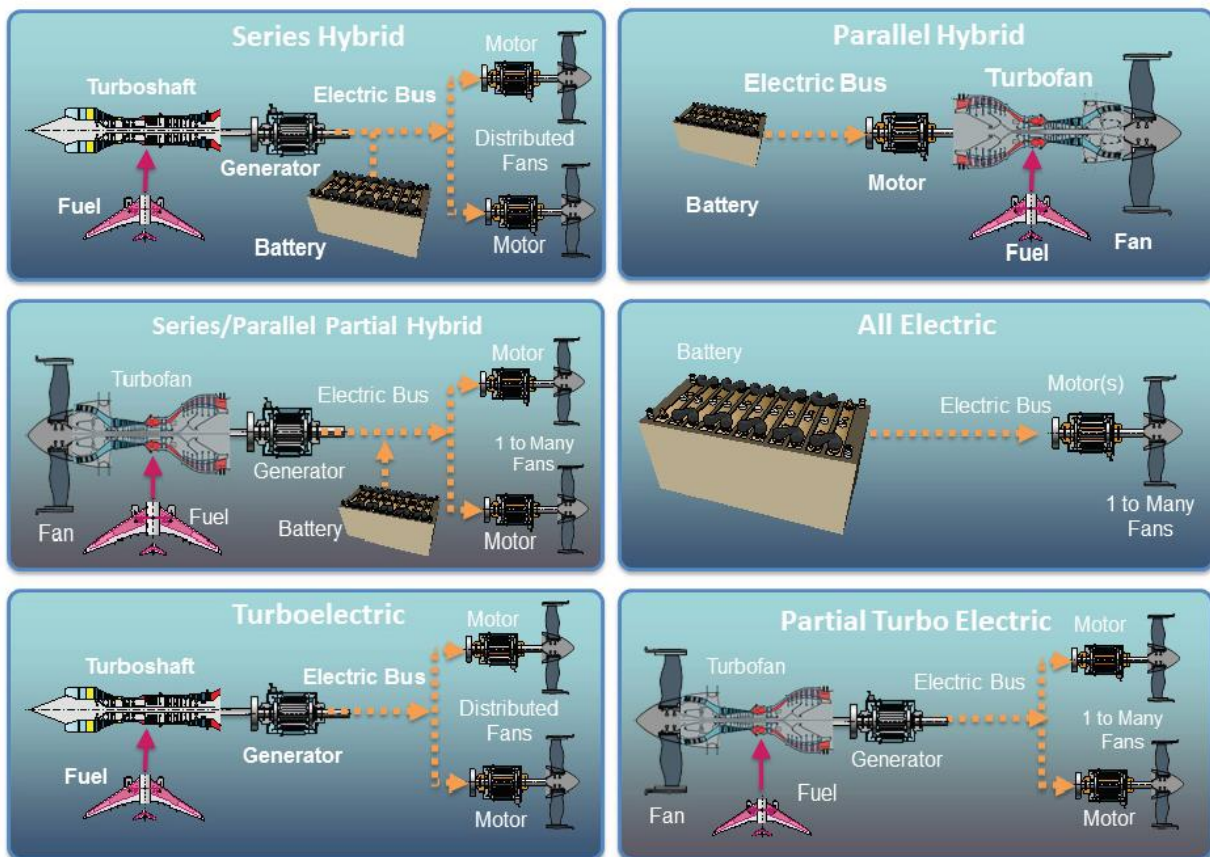 Series Hybrid
Motor
Turboshaft
Electric Bus
Distributed
Fans
Generator
Fuel
Battery
Motor
Parallel Hybrid
Electric Bus
Turbofan
Motor
Battery
Fuel
Fan
Series/Parallel Partial Hybrid
Motor
Turbofan
Electric Bus
1 to Many
Fans
Generator
Fuel
Fan
Battery
Motor
All Electric
Battery
Motor(s)
Electric Bus
1 to Many
Fans
Turboelectric
Motor
Turboshaft
Electric Bus
Distributed
Fans
Generator
Fuel
Motor
Partial Turbo Electric
Motor
Turbofan
Electric Bus
1 to Many
Fans
Generator
Fuel
Fan
Motor